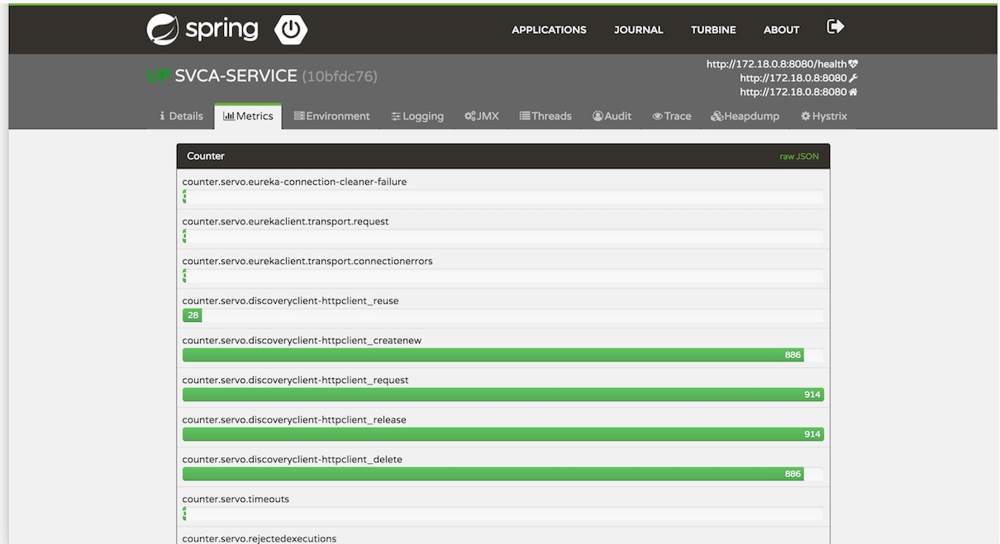 spring
APPLICATIONS JOURNAL TURBINE ABOUT
UP SVCA-SERVICE (10bfdc76)
http://172.18.0.8:8080/health
http://172.18.0.8:8080
http://172.18.0.8:8080
Details Metrics Environment Logging JMX Threads Audit Trace Heapdump Hystrix
Counter raw JSON
counter.servo.eureka-connection-cleaner-failure
counter.servo.eurekaclient.transport.request
counter.servo.eurekaclient.transport.connectionerrors
counter.servo.discoveryclient-httpclient_reuse
28
counter.servo.discoveryclient-httpclient_createnew
886
counter.servo.discoveryclient-httpclient_request
914
counter.servo.discoveryclient-httpclient_release
914
counter.servo.discoveryclient-httpclient_delete
886
counter.servo.timeouts
counter.servo.rejectedexecutions